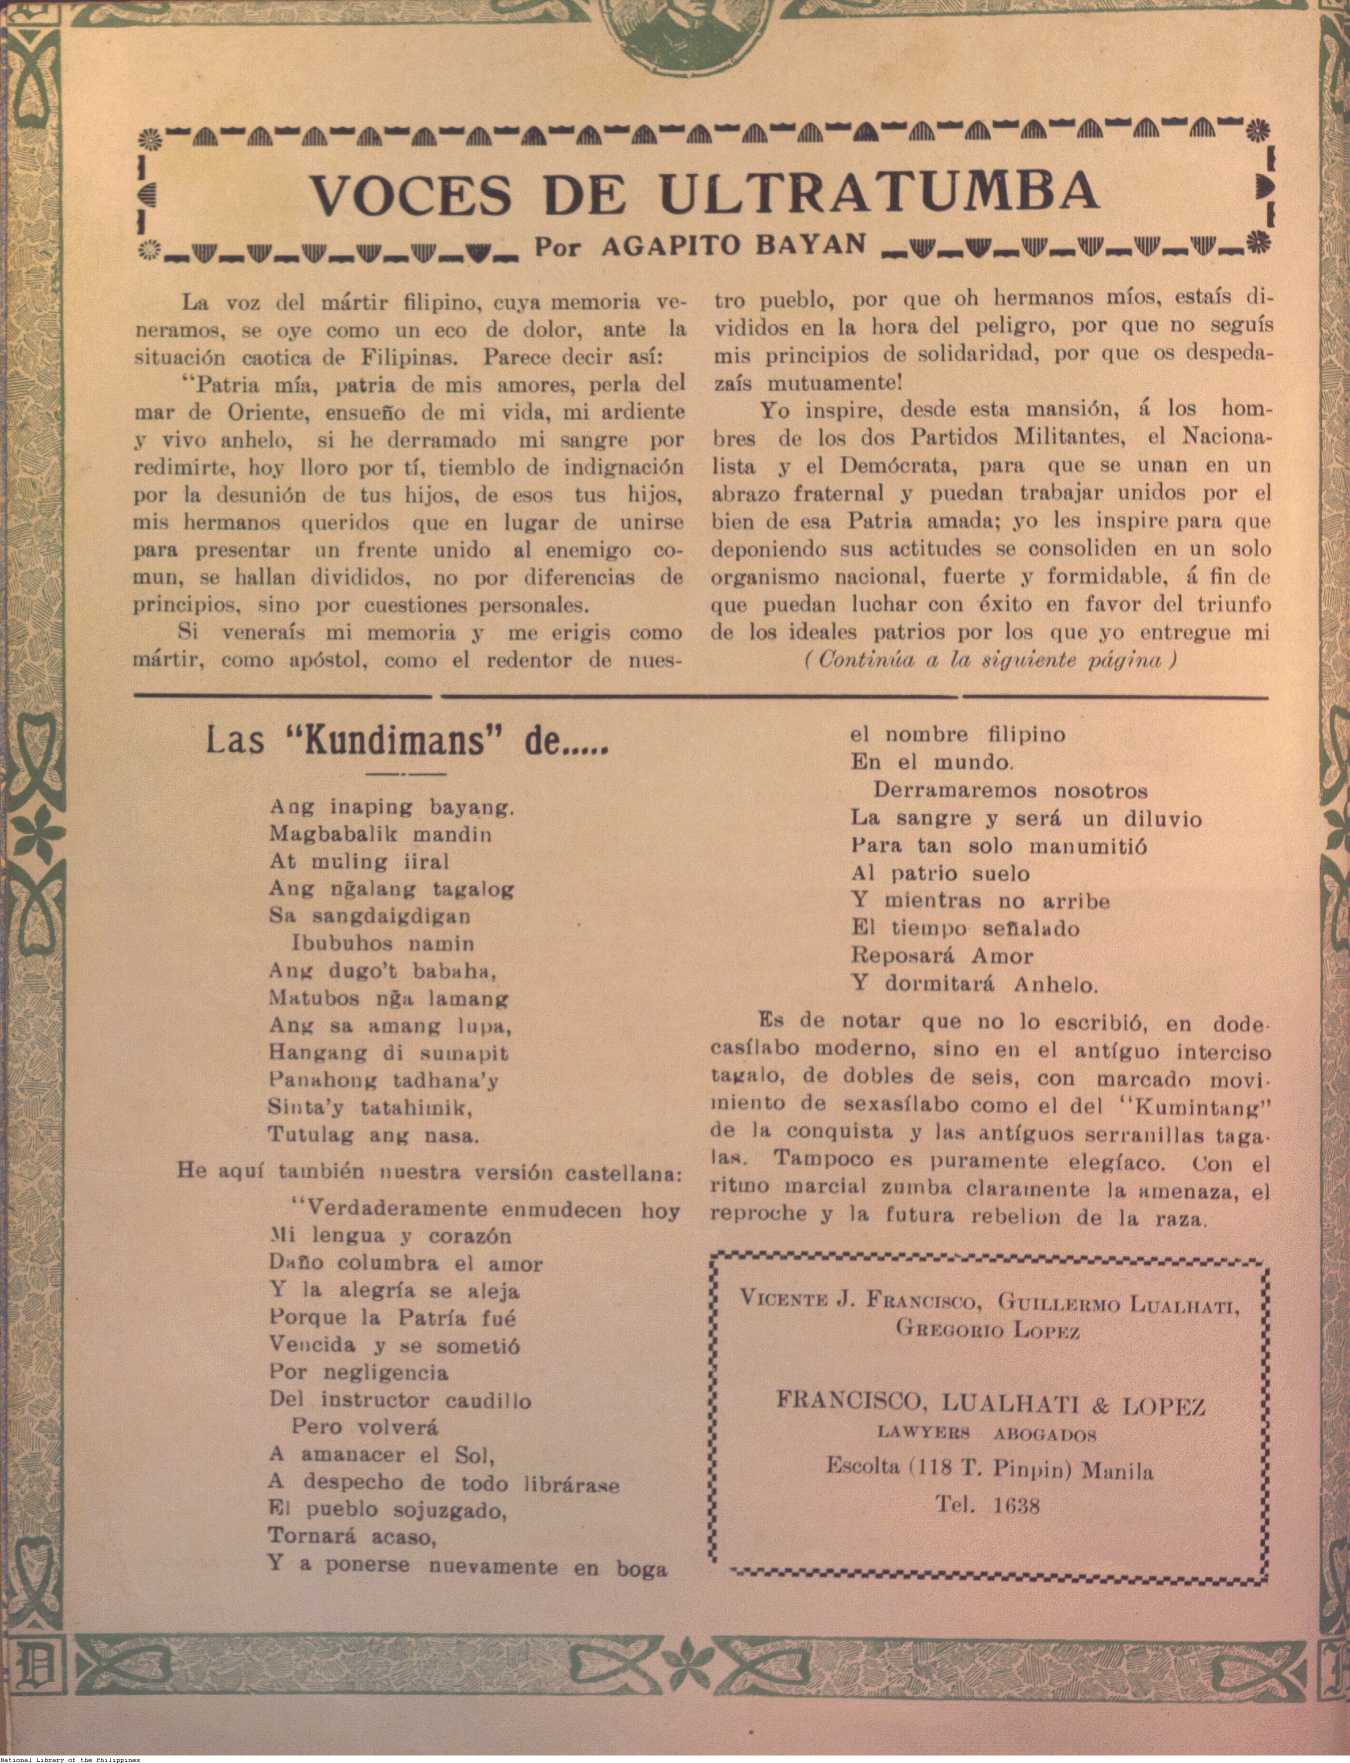 VOCES DE ULTRATUMBA
Por AGAPITO BAYAN
La voz del mártir filipino, cuya memoria ve-
neramos, se oye como un eco de dolor, ante la
situación caotica de Filipinas. Parece decir así:
“Patria mía, patria de mis amores, perla del
mar de Oriente, ensueño de mi vida, mi ardiente
y vivo anhelo, si he derramado mi sangre por
redimirte, hoy lloro por tí, tiemblo de indignación
por la desunión de tus hijos, de esos tus hijos,
mis hermanos queridos que en lugar de unirse
para presentar un frente unido al enemigo co-
mun, se hallan divididos, no por diferencias de
principios, sino por cuestiones personales.
Si veneraís mi memoria y me erigis como
mártir, como apóstol, como el redentor de nues-
tro pueblo, por que oh hermanos míos, estaís di-
vididos en la hora del peligro, por que no seguís
mis principios de solidaridad, por que os despeda-
zaís mutuamente!
Yo inspire, desde esta mansión, á los hom-
bres de los dos Partidos Militantes, el Naciona-
lista y el Demócrata, para que se unan en un
abrazo fraternal y puedan trabajar unidos por el
bien de esa Patria amada; yo les inspire para que
deponiendo sus actitudes se consoliden en un solo
organismo nacional, fuerte y formidable, á fin de
que puedan luchar con éxito en favor del triunfo
de los ideales patrios por los que yo entregue mi
(Continúa a la siguiente página)
Las “Kundimans” de.....
Ang inaping bayang.
Magbabalik mandin
At muling iiral
Ang ng̃alang tagalog
Sa sangdaigdigan
Ibubuhos namin
Ang dugo't babaha,
Matubos ng̃a lamang
Ang sa amang lupa,
Hangang di sumapit
Panahong tadhana'y
Sinta'y tatahimik,
Tutulag ang nasa.
He aquí también nuestra versión castellana:
“Verdaderamente enmudecen hoy
Mi lengua y corazón
Daño columbra el amor
Y la alegría se aleja
Porque la Patría fué
Vencida y se sometió
Por negligencia
Del instructor caudillo
Pero volverá
A amanacer el Sol,
A despecho de todo librárase
El pueblo sojuzgado,
Tornará acaso,
Y a ponerse nuevamente en boga
el nombre filipino
En el mundo.
Derramaremos nosotros
La sangre y será un diluvio
Para tan solo manumitió
Al patrio suelo
Y mientras no arribe
El tiempo señalado
Reposará Amor
Y dormitará Anhelo.
Es de notar que no lo escribió, en dode-
casílabo moderno, sino en el antíguo interciso
tagalo, de dobles de seis, con marcado movi-
miento de sexasílabo como el del “Kumintang”
de la conquista y las antíguos serranillas taga-
las. Tampoco es puramente elegíaco. Con el
ritmo marcial zumba claramente la amenaza, el
reproche y la futura rebelion de la raza.
VICENTE J. FRANCISCO, GUILLERMO LUALHATI,
GREGORIO LOPEZ
FRANCISCO, LUALHATI & LOPEZ
LAWYERS ABOGADOS
Escolta (118 T. Pinpin) Manila
Tel. 1638
National Library of the Philippines